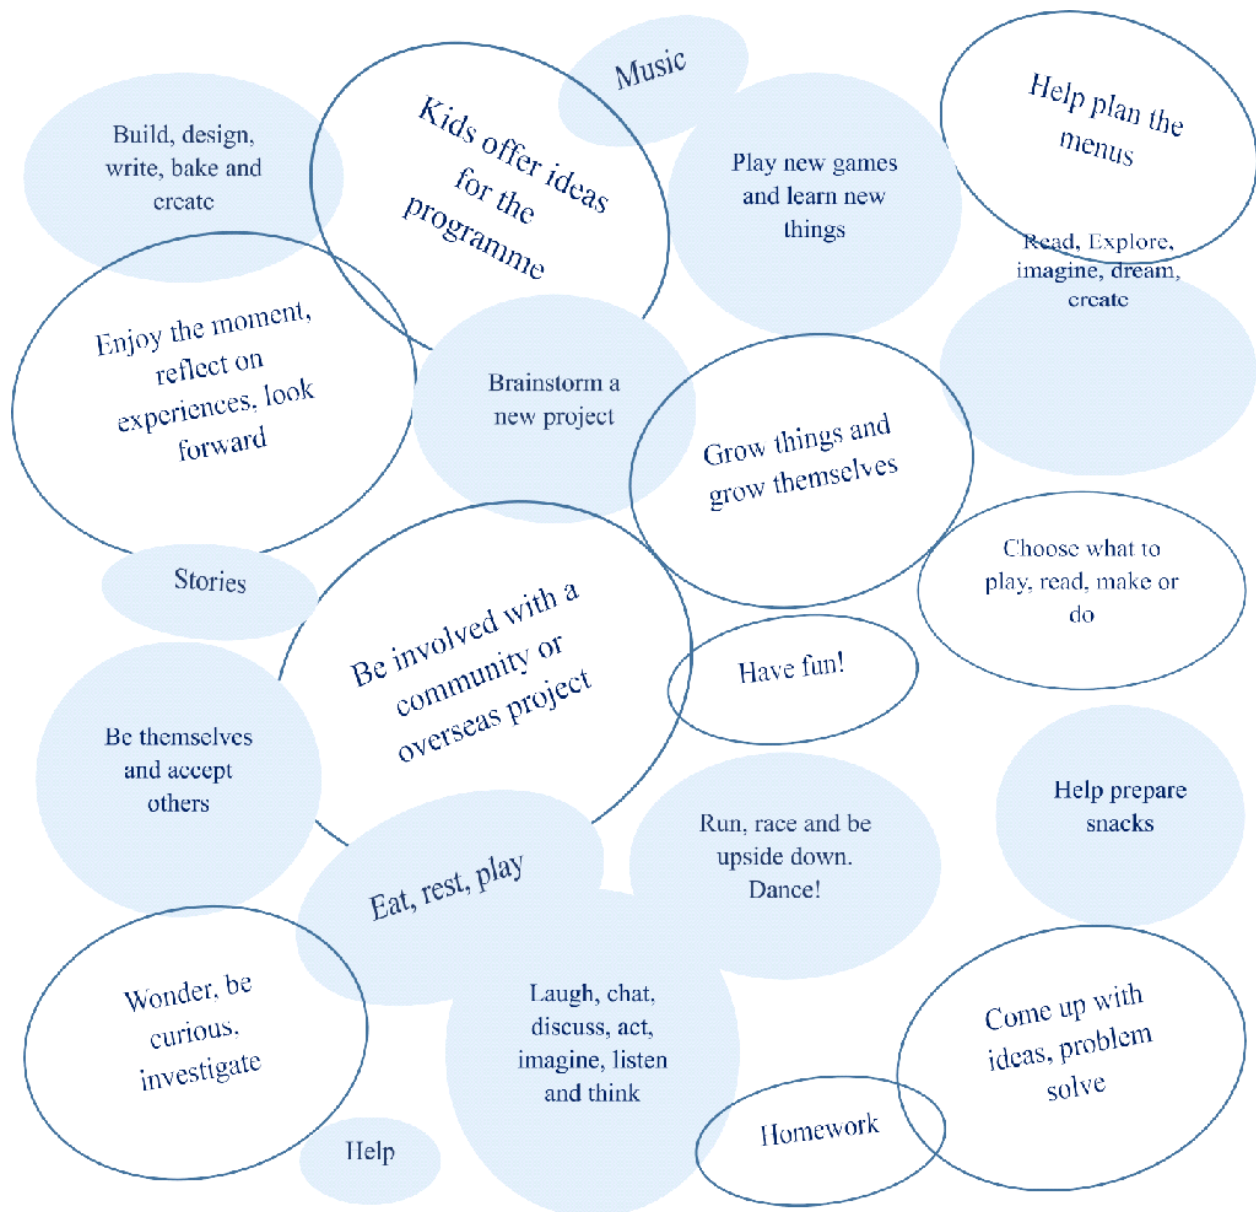 Music
Build, design,
write, bake and
create
Kids offer ideas
for the
programme
Play new games
and learn new
things
Help plan the
menus
Read, Explore,
imagine, dream,
create
Enjoy the moment,
reflect on
experiences, look
forward
Brainstorm a
new project
Grow things and
grow themselves
Choose what to
play, read, make or
do
Stories
Be involved with a
community or
overseas project
Have fun!
Be themselves
and accept
others
Help prepare
snacks
Run, race and be
upside down.
Dance!
Eat, rest, play
Wonder, be
curious,
investigate
Laugh, chat,
discuss, act,
imagine, listen
and think
Come up with
ideas, problem
solve
Homework
Help